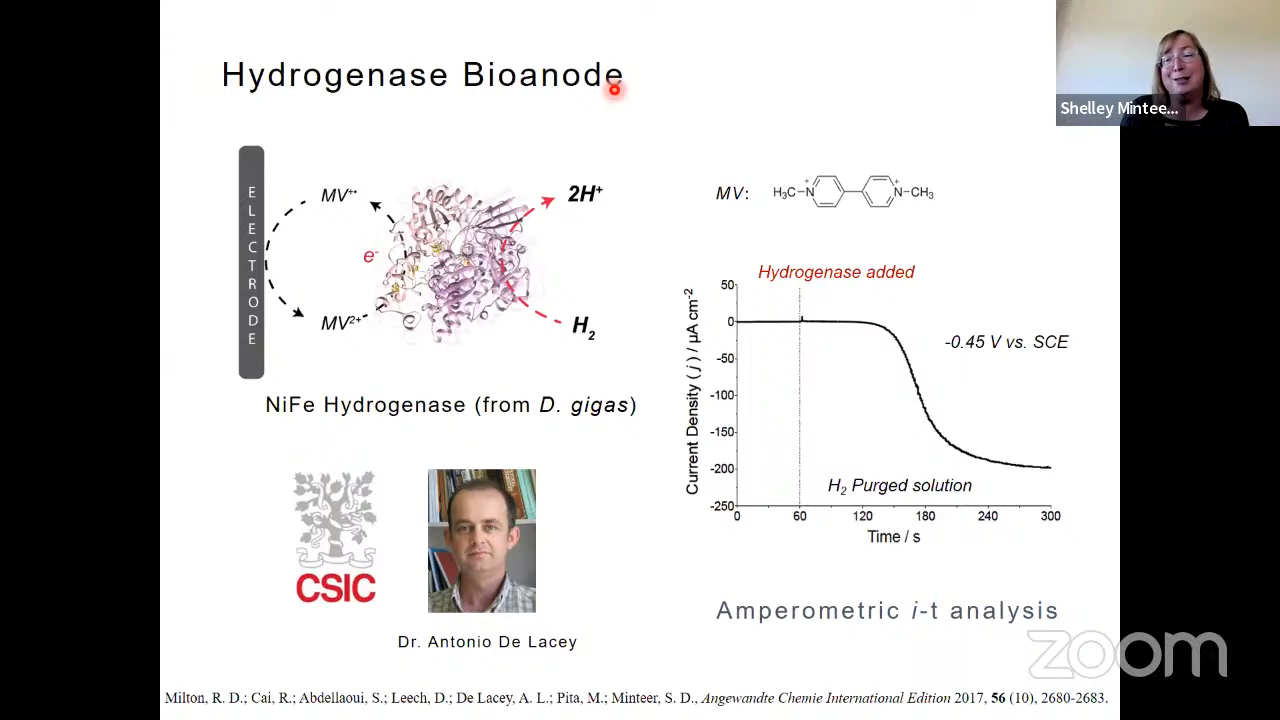 Hydrogenase Bioanode
Shelley Mintee...
ELECTRODE
MV+•
e-
MV2+
2H+
H2
NiFe Hydrogenase (from D. gigas)
CSIC
Dr. Antonio De Lacey
MV:
H3C-N+
N+-CH3
Hydrogenase added
-0.45 V vs. SCE
H2 Purged solution
Current Density (j) / µA cm-2
50
0
-50
-100
-150
-200
-250
0 60 120 180 240 300
Time / s
Amperometric i-t analysis
zoom
Milton, R. D.; Cai, R.; Abdellaoui, S.; Leech, D.; De Lacey, A. L.; Pita, M.; Minteer, S. D., Angewandte Chemie International Edition 2017, 56 (10), 2680-2683.